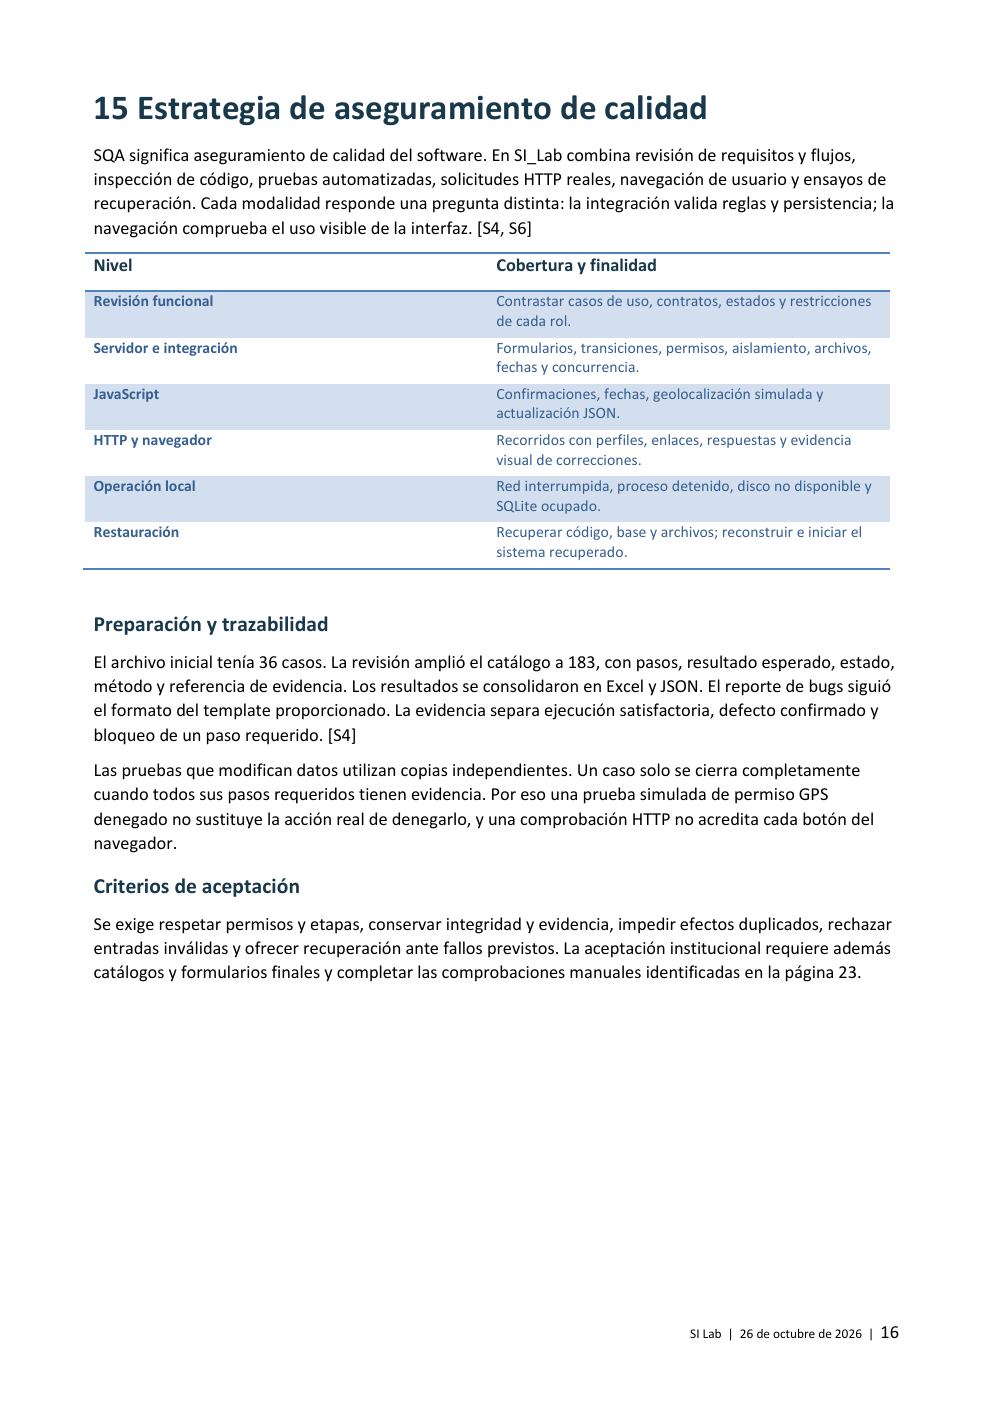 15 Estrategia de aseguramiento de calidad
SQA significa aseguramiento de calidad del software. En SI_Lab combina revisión de requisitos y flujos,
inspección de código, pruebas automatizadas, solicitudes HTTP reales, navegación de usuario y ensayos de
recuperación. Cada modalidad responde una pregunta distinta: la integración valida reglas y persistencia; la
navegación comprueba el uso visible de la interfaz. [S4, S6]
Nivel Cobertura y finalidad
Revisión funcional Contrastar casos de uso, contratos, estados y restricciones
de cada rol.
Servidor e integración Formularios, transiciones, permisos, aislamiento, archivos,
fechas y concurrencia.
JavaScript Confirmaciones, fechas, geolocalización simulada y
actualización JSON.
HTTP y navegador Recorridos con perfiles, enlaces, respuestas y evidencia
visual de correcciones.
Operación local Red interrumpida, proceso detenido, disco no disponible y
SQLite ocupado.
Restauración Recuperar código, base y archivos; reconstruir e iniciar el
sistema recuperado.
Preparación y trazabilidad
El archivo inicial tenía 36 casos. La revisión amplió el catálogo a 183, con pasos, resultado esperado, estado,
método y referencia de evidencia. Los resultados se consolidaron en Excel y JSON. El reporte de bugs siguió
el formato del template proporcionado. La evidencia separa ejecución satisfactoria, defecto confirmado y
bloqueo de un paso requerido. [S4]
Las pruebas que modifican datos utilizan copias independientes. Un caso solo se cierra completamente
cuando todos sus pasos requeridos tienen evidencia. Por eso una prueba simulada de permiso GPS
denegado no sustituye la acción real de denegarlo, y una comprobación HTTP no acredita cada botón del
navegador.
Criterios de aceptación
Se exige respetar permisos y etapas, conservar integridad y evidencia, impedir efectos duplicados, rechazar
entradas inválidas y ofrecer recuperación ante fallos previstos. La aceptación institucional requiere además
catálogos y formularios finales y completar las comprobaciones manuales identificadas en la página 23.
SI Lab | 26 de octubre de 2026 | 16